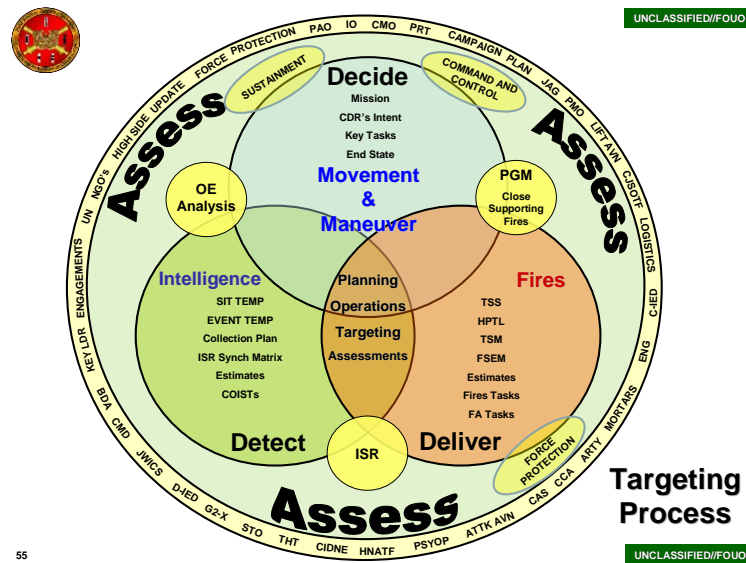 UNCLASSIFIED//FOUO
UN NGO's HIGH SIDE UPDATE FORCE PROTECTION PAO IO CMO PRT CAMPAIGN PLAN JAG PMO LIFT AVN CJSOTF LOGISTICS C-IED ENG MORTARS ARTY CCA CAS ATTK AVN PSYOP HNATF CIDNE THT STO G2-X D-IED JWICS CMD BDA KEY LDR ENGAGEMENTS
SUSTAINMENT
COMMAND AND
CONTROL
Assess
Assess
Decide
Mission
CDR's Intent
Key Tasks
End State
Movement
&
Maneuver
OE
Analysis
PGM
Close
Supporting
Fires
Intelligence
SIT TEMP
EVENT TEMP
Collection Plan
ISR Synch Matrix
Estimates
COISTs
Detect
Planning
Operations
Targeting
Assessments
Fires
TSS
HPTL
TSM
FSEM
Estimates
Fires Tasks
FA Tasks
Deliver
ISR
FORCE
PROTECTION
Assess
Targeting
Process
55
UNCLASSIFIED//FOUO